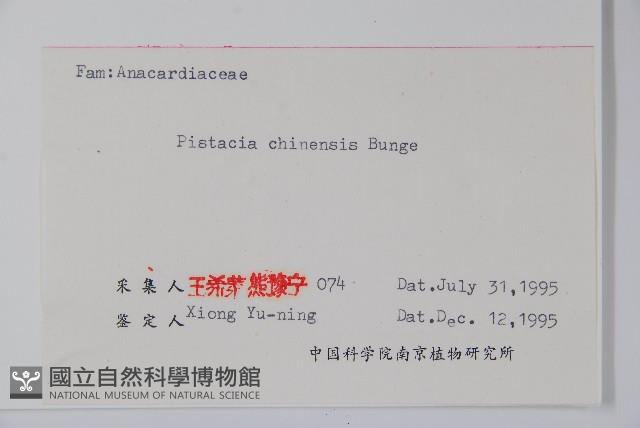 Fam:Anacardiaceae
Pistacia chinensis Bunge
采集人 王希蕖 熊豫宁 074 Dat.July 31,1995
鉴定人 Xiong Yu-ning Dat.Dec. 12,1995
中国科学院南京植物研究所
國立自然科學博物館
NATIONAL MUSEUM OF NATURAL SCIENCE